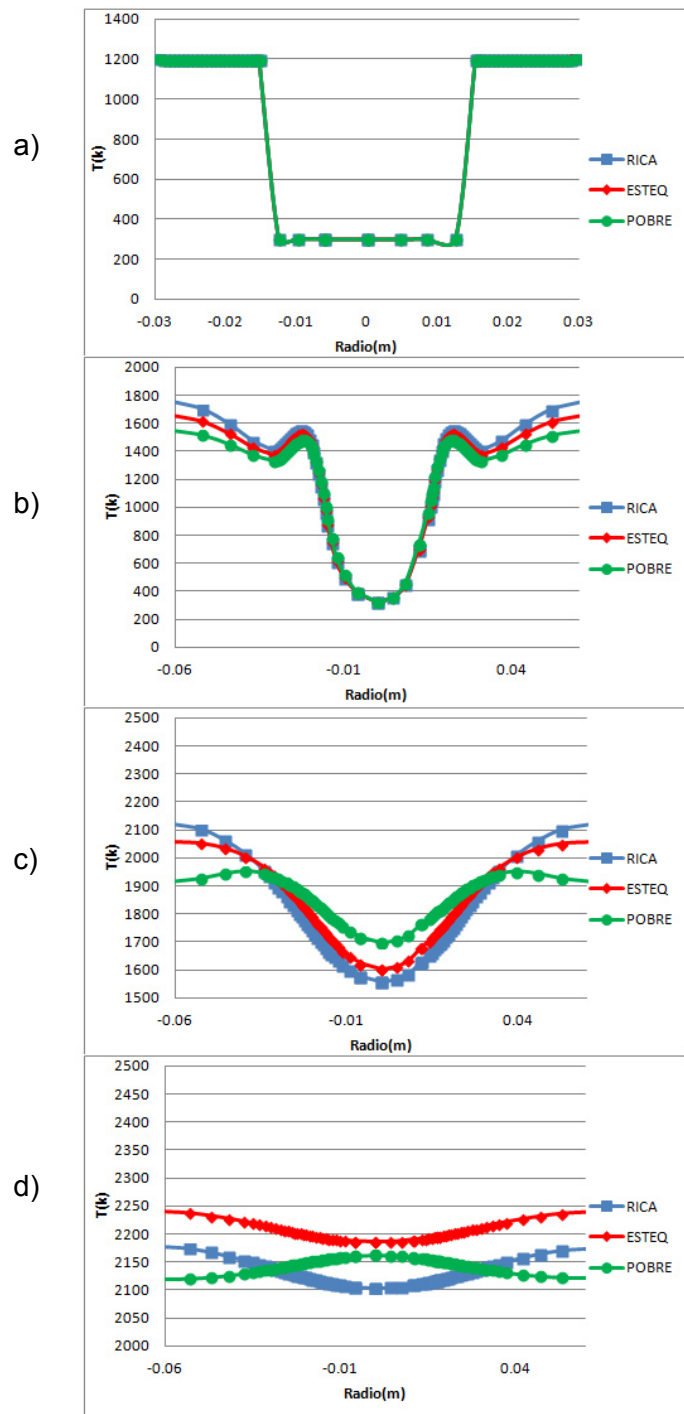 a)
T(k)
1400
1200
1000
800
600
400
200
0
-0.03 -0.02 -0.01 0 0.01 0.02 0.03
Radio(m)
RICA
ESTEQ
POBRE
b)
T(k)
2000
1800
1600
1400
1200
1000
800
600
400
200
0
-0.06 -0.01 0.04
Radio(m)
RICA
ESTEQ
POBRE
c)
T(k)
2500
2400
2300
2200
2100
2000
1900
1800
1700
1600
1500
-0.06 -0.01 0.04
Radio(m)
RICA
ESTEQ
POBRE
d)
T(k)
2500
2450
2400
2350
2300
2250
2200
2150
2100
2050
2000
-0.06 -0.01 0.04
Radio(m)
RICA
ESTEQ
POBRE